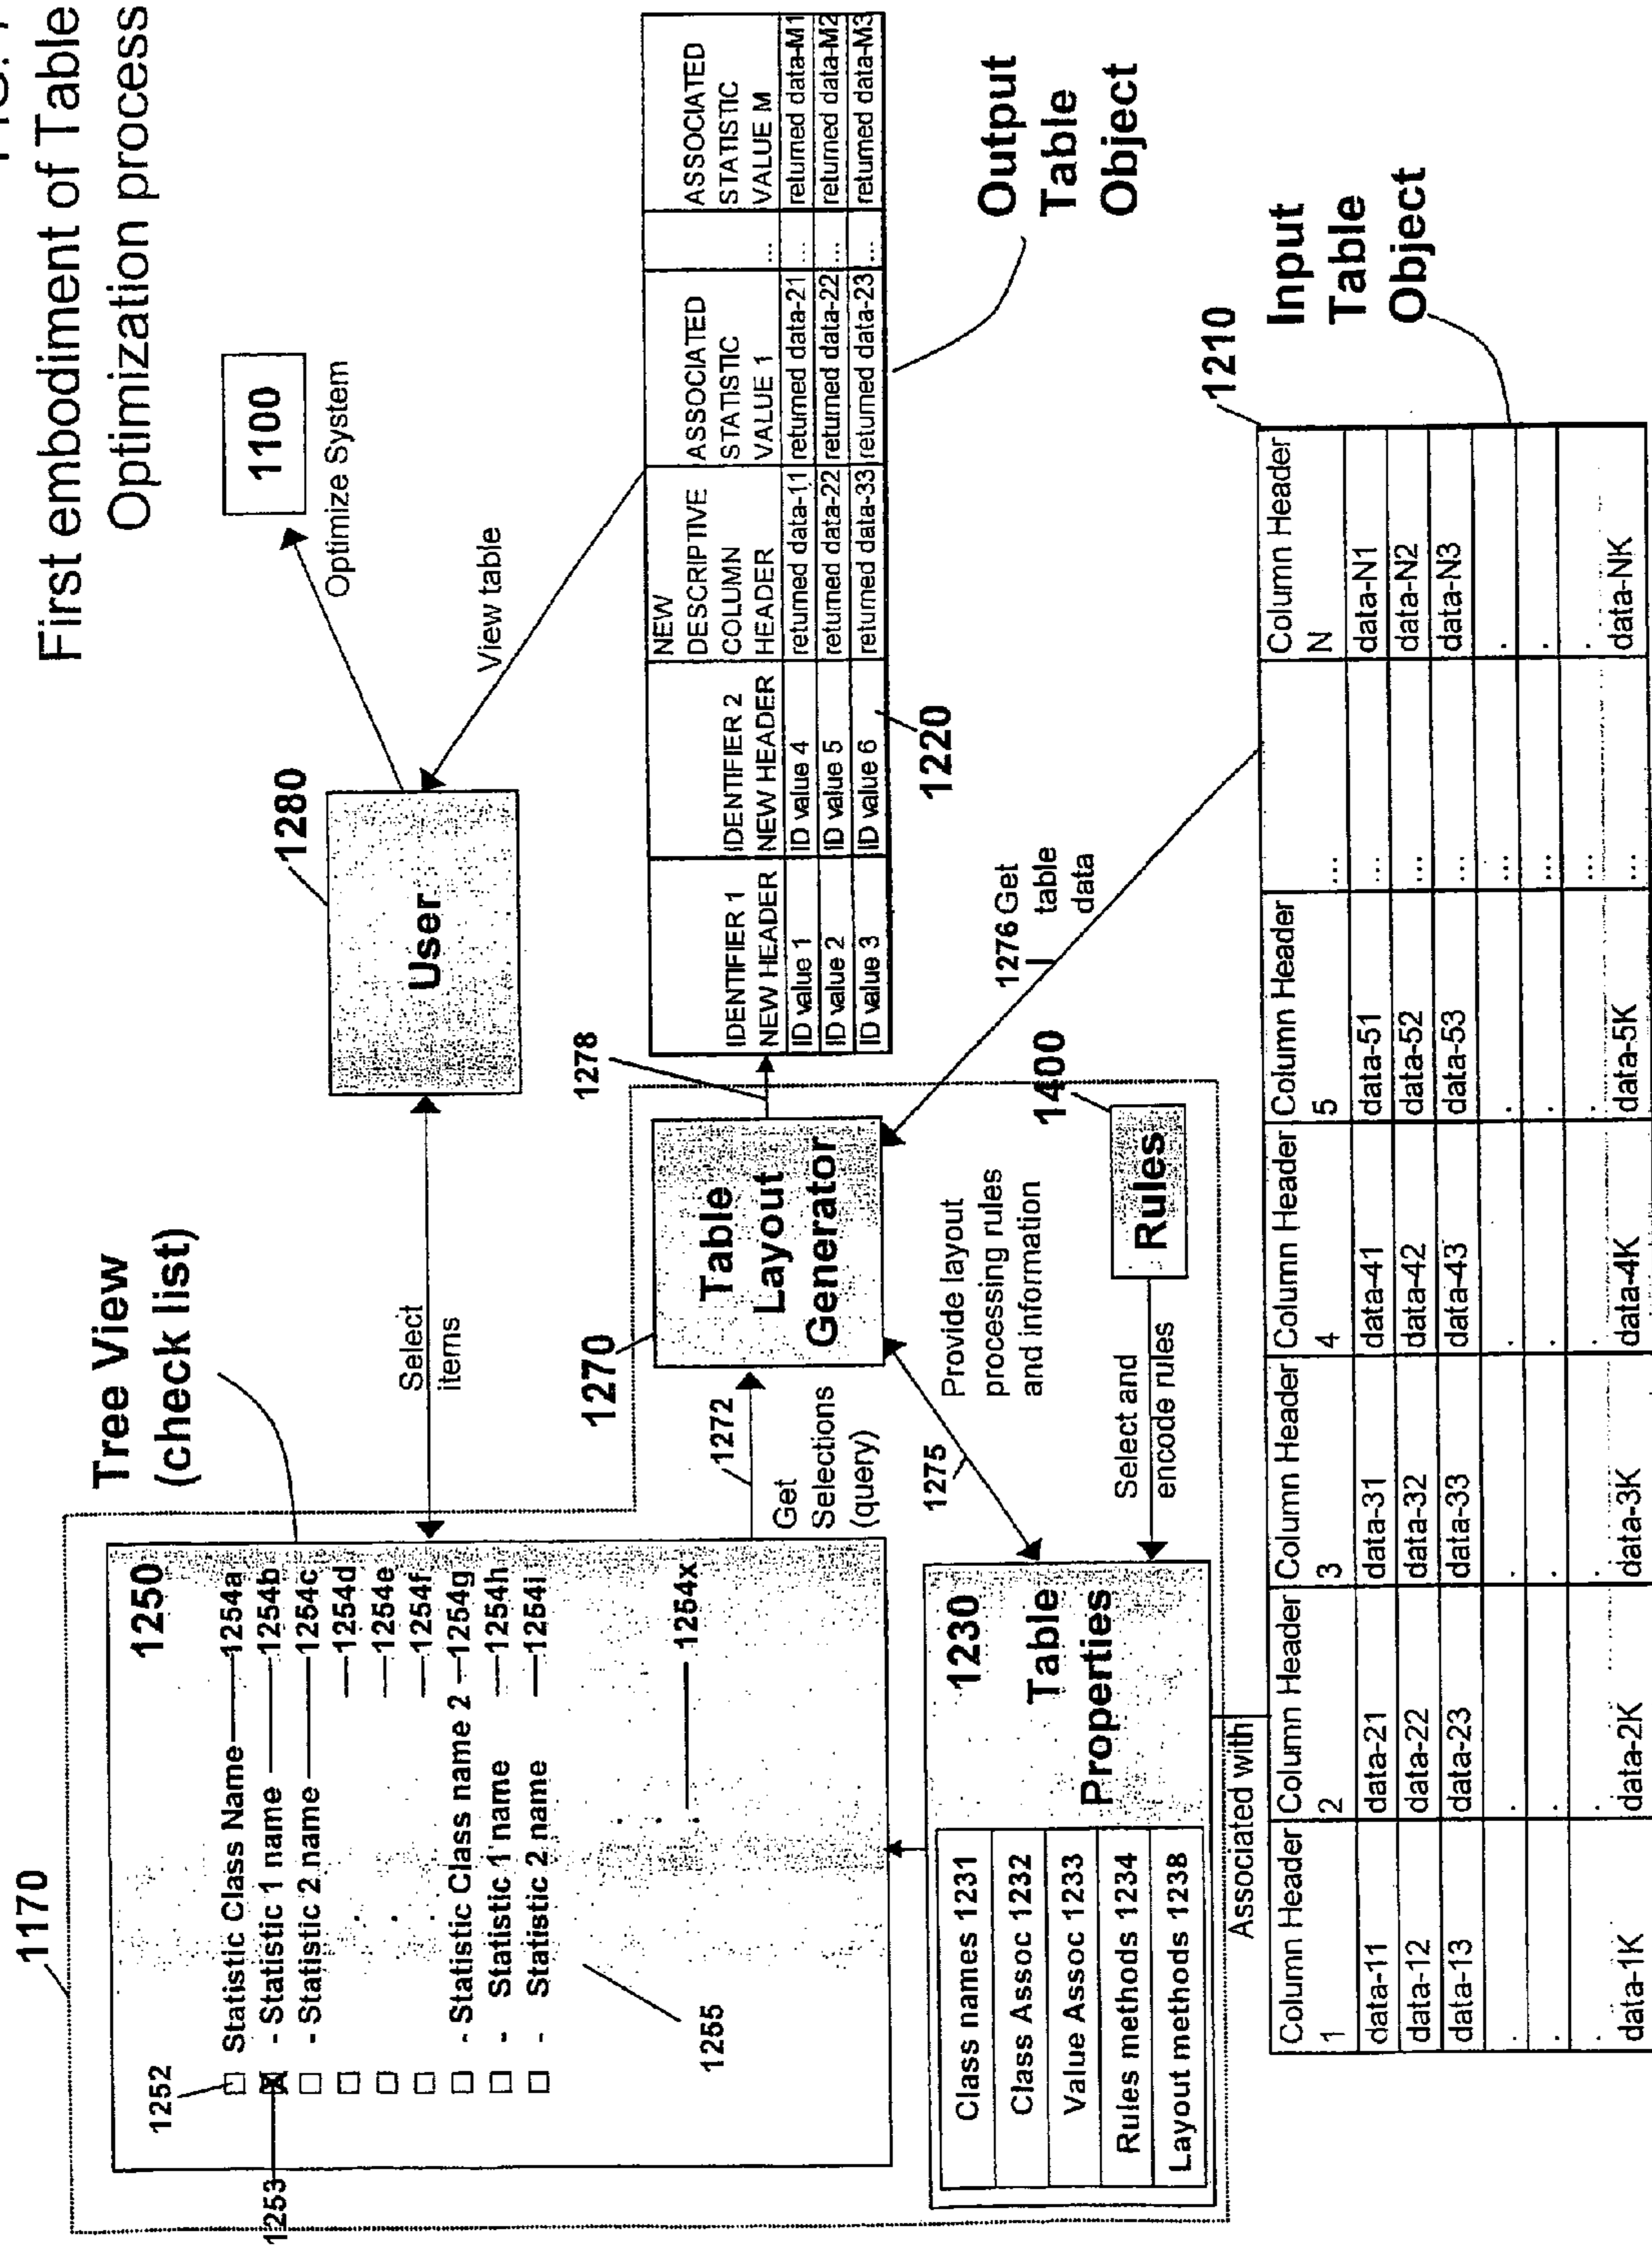 First embodiment of Table
Optimization process
1170
Tree View
(check list)
1250
1252
1253
Statistic Class Name 1254a
- Statistic 1 name 1254b
- Statistic 2 name 1254c
1254d
1254e
1254f
- Statistic Class name 2 1254g
- Statistic 1 name 1254h
- Statistic 2 name 1254i
1254x
1255
Select
items
1280
User
1100
Optimize System
View table
1272
Get
Selections
(query)
1270
Table
Layout
Generator
1278
IDENTIFIER 1
NEW HEADER
IDENTIFIER 2
NEW HEADER
NEW
DESCRIPTIVE
COLUMN
HEADER
ASSOCIATED
STATISTIC
VALUE 1
...
ASSOCIATED
STATISTIC
VALUE M
ID value 1 ID value 4 returned data-11 returned data-21 ... returned data-M1
ID value 2 ID value 5 returned data-22 returned data-22 ... returned data-M2
ID value 3 ID value 6 returned data-33 returned data-23 ... returned data-M3
1220
Output
Table
Object
1230
Table
Properties
Class names 1231
Class Assoc 1232
Value Assoc 1233
Rules methods 1234
Layout methods 1238
1275
Provide layout
processing rules
and information
1276 Get
table
data
1400
Rules
Select and
encode rules
Associated with
1210
Input
Table
Object
Column Header Column Header Column Header Column Header Column Header Column Header
1 2 3 4 5 ... N
data-11 data-21 data-31 data-41 data-51 ... data-N1
data-12 data-22 data-32 data-42 data-52 ... data-N2
data-13 data-23 data-33 data-43 data-53 ... data-N3
. . . . . ... .
. . . . . ... .
. . . . . ... .
data-1K data-2K data-3K data-4K data-5K ... data-NK